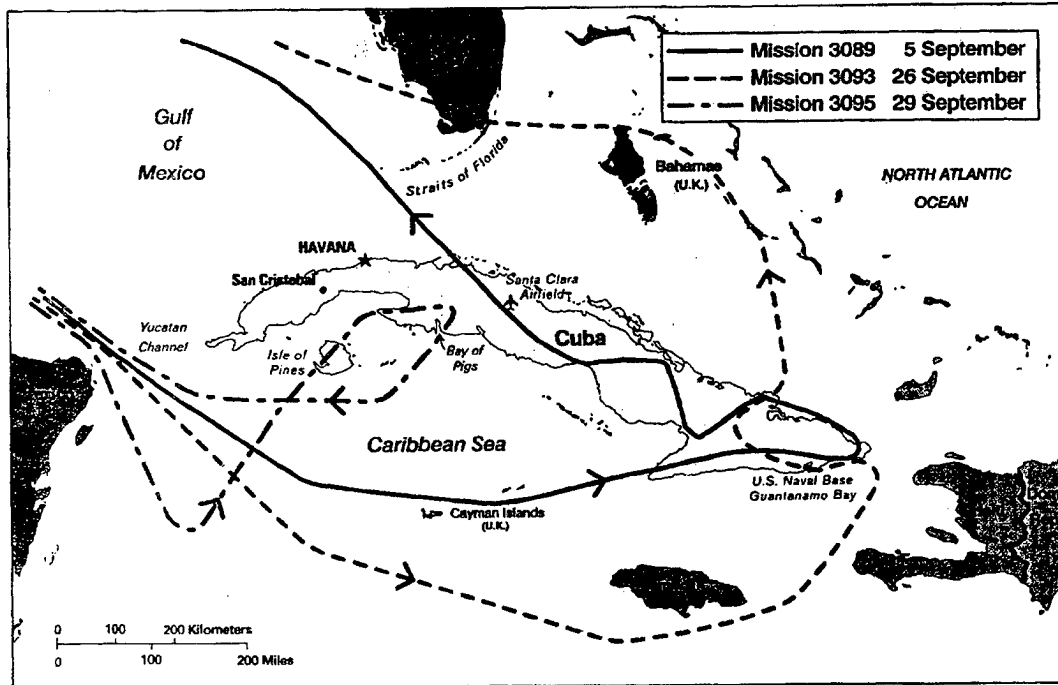 Mission 3089 5 September
Mission 3093 26 September
Mission 3095 29 September
Gulf
of
Mexico
Straits of Florida
Bahamas
(U.K.)
NORTH ATLANTIC
OCEAN
HAVANA
San Cristobal
Santa Clara
Airfield
Cuba
Yucatan
Channel
Isle of
Pines
Bay of
Pigs
Caribbean Sea
U.S. Naval Base
Guantanamo Bay
Cayman Islands
(U.K.)
0 100 200 Kilometers
0 100 200 Miles